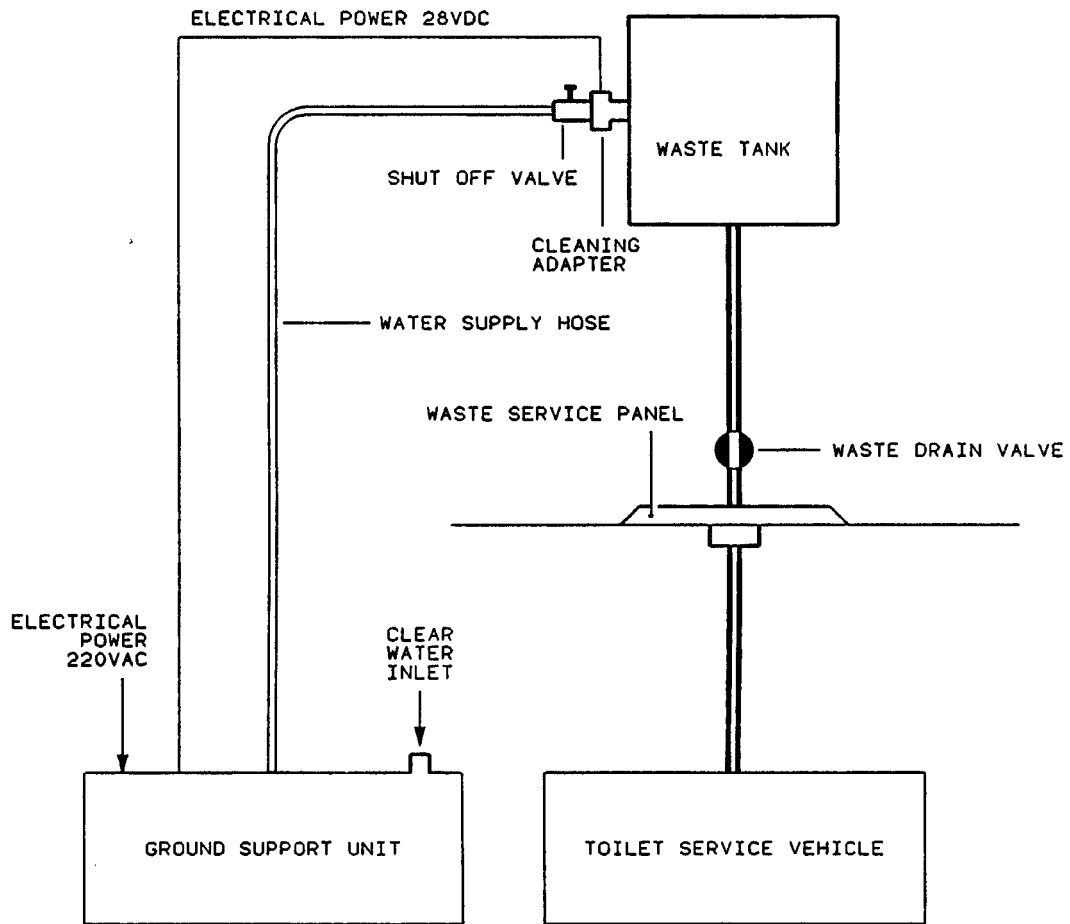 ELECTRICAL POWER 28VDC
WASTE TANK
SHUT OFF VALVE
CLEANING
ADAPTER
WATER SUPPLY HOSE
WASTE SERVICE PANEL
WASTE DRAIN VALVE
ELECTRICAL
POWER
220VAC
CLEAR
WATER
INLET
GROUND SUPPORT UNIT
TOILET SERVICE VEHICLE